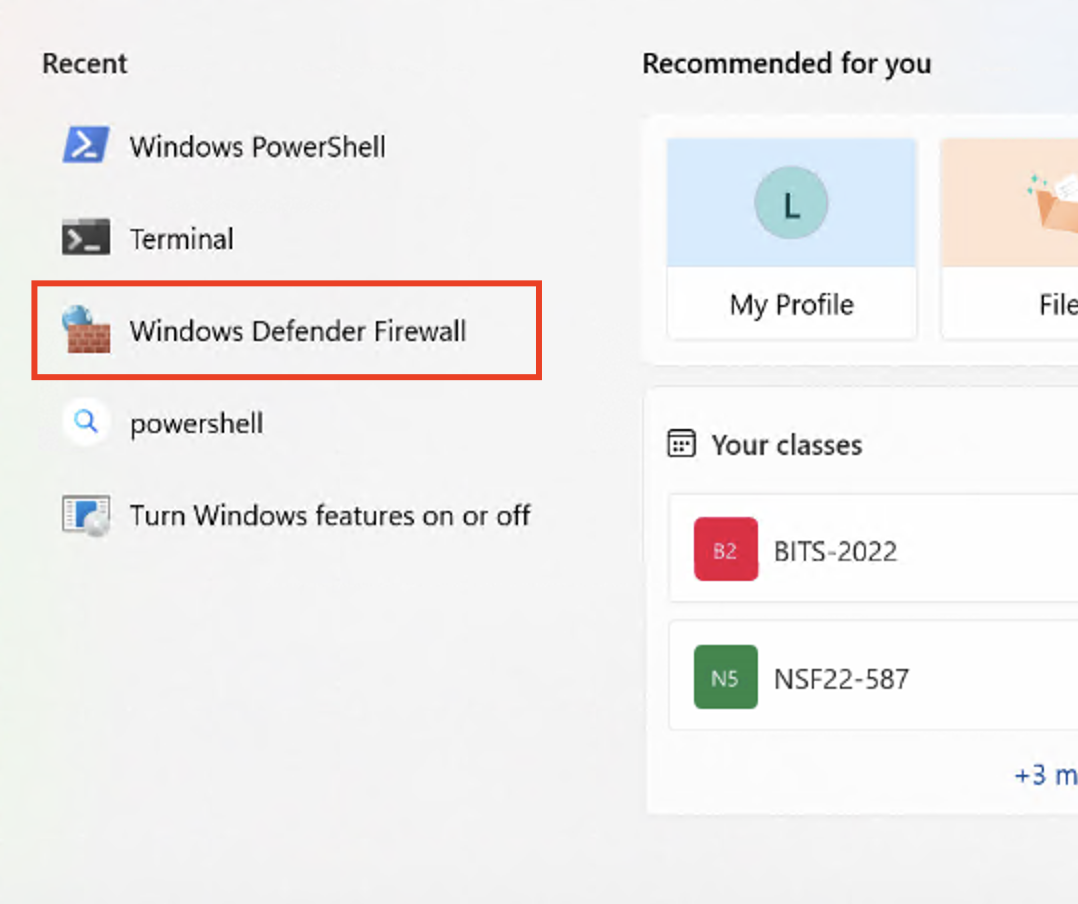 Recent
Windows PowerShell
Terminal
Windows Defender Firewall
powershell
Turn Windows features on or off
Recommended for you
L
My Profile
File
Your classes
B2
BITS-2022
N5
NSF22-587
+3 m